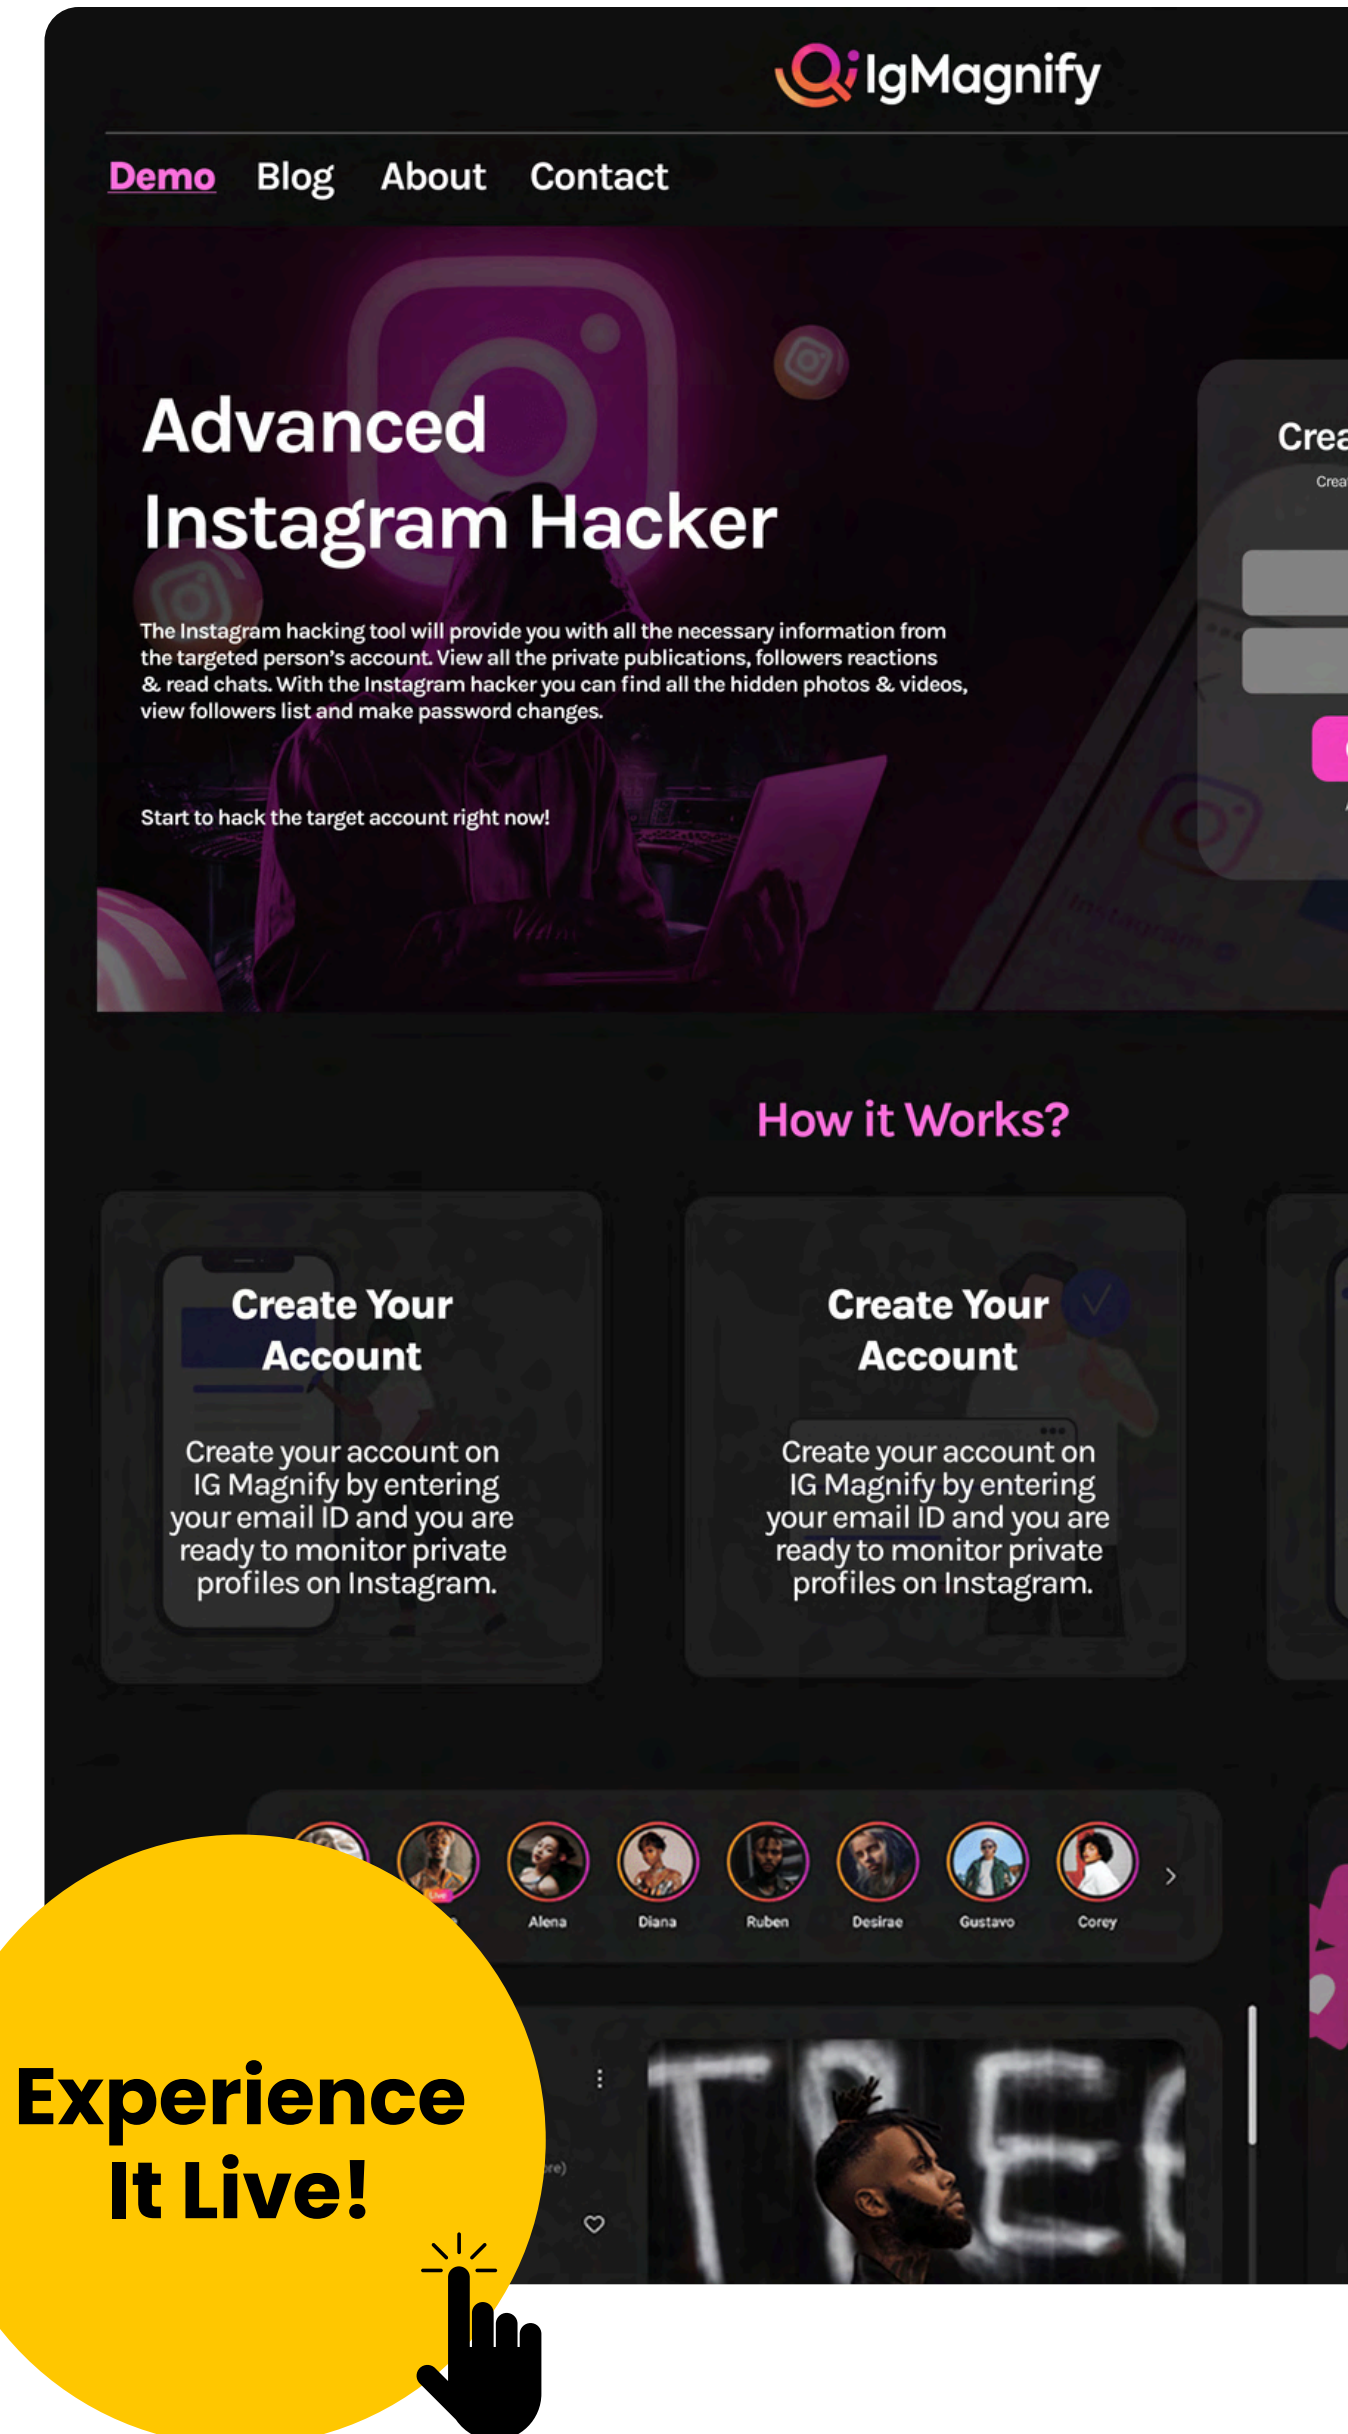 IgMagnify
Demo Blog About Contact
Advanced
Instagram Hacker
The Instagram hacking tool will provide you with all the necessary information from
the targeted person's account. View all the private publications, followers reactions
& read chats. With the Instagram hacker you can find all the hidden photos & videos,
view followers list and make password changes.
Start to hack the target account right now!
Crea
Crea
Instagram
How it Works?
Create Your
Account
Create your account on
IG Magnify by entering
your email ID and you are
ready to monitor private
profiles on Instagram.
Create Your
Account
Create your account on
IG Magnify by entering
your email ID and you are
ready to monitor private
profiles on Instagram.
Live
Alena Diana Ruben Desirae Gustavo Corey
ore)
Experience
It Live!